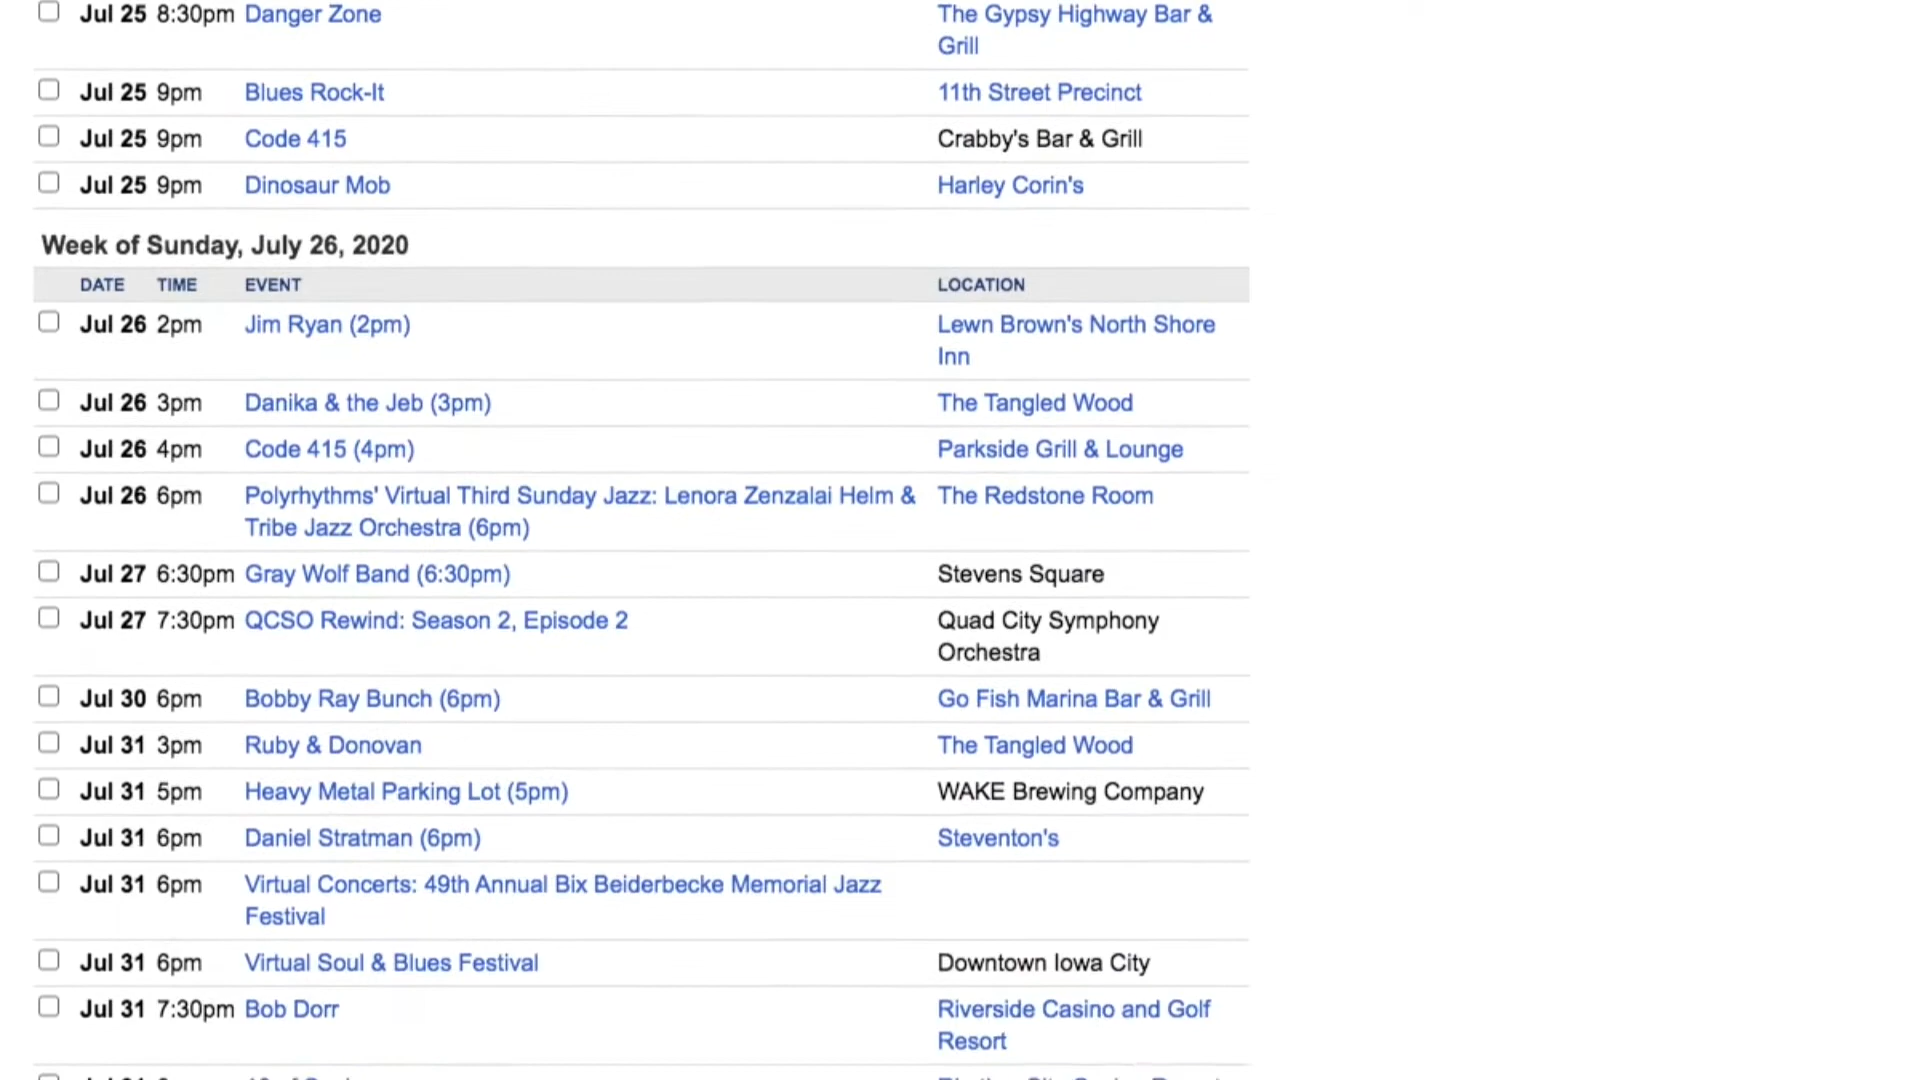 Jul 25 8:30pm Danger Zone The Gypsy Highway Bar &
Grill
Jul 25 9pm Blues Rock-It 11th Street Precinct
Jul 25 9pm Code 415 Crabby's Bar & Grill
Jul 25 9pm Dinosaur Mob Harley Corin's
Week of Sunday, July 26, 2020
DATE TIME EVENT LOCATION
Jul 26 2pm Jim Ryan (2pm) Lewn Brown's North Shore
Inn
Jul 26 3pm Danika & the Jeb (3pm) The Tangled Wood
Jul 26 4pm Code 415 (4pm) Parkside Grill & Lounge
Jul 26 6pm Polyrhythms' Virtual Third Sunday Jazz: Lenora Zenzalai Helm & The Redstone Room
Tribe Jazz Orchestra (6pm)
Jul 27 6:30pm Gray Wolf Band (6:30pm) Stevens Square
Jul 27 7:30pm QCSO Rewind: Season 2, Episode 2 Quad City Symphony
Orchestra
Jul 30 6pm Bobby Ray Bunch (6pm) Go Fish Marina Bar & Grill
Jul 31 3pm Ruby & Donovan The Tangled Wood
Jul 31 5pm Heavy Metal Parking Lot (5pm) WAKE Brewing Company
Jul 31 6pm Daniel Stratman (6pm) Steventon's
Jul 31 6pm Virtual Concerts: 49th Annual Bix Beiderbecke Memorial Jazz
Festival
Jul 31 6pm Virtual Soul & Blues Festival Downtown Iowa City
Jul 31 7:30pm Bob Dorr Riverside Casino and Golf
Resort